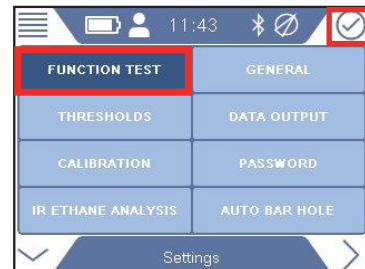 11:43
FUNCTION TEST GENERAL
THRESHOLDS DATA OUTPUT
CALIBRATION PASSWORD
IR ETHANE ANALYSIS AUTO BAR HOLE
Settings